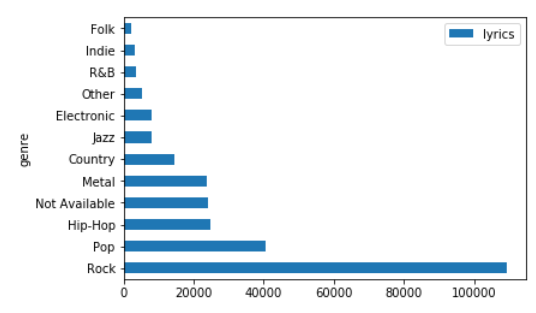 lyrics
Folk
Indie
R&B
Other
Electronic
Jazz
Country
Metal
Not Available
Hip-Hop
Pop
Rock
genre
0 20000 40000 60000 80000 100000